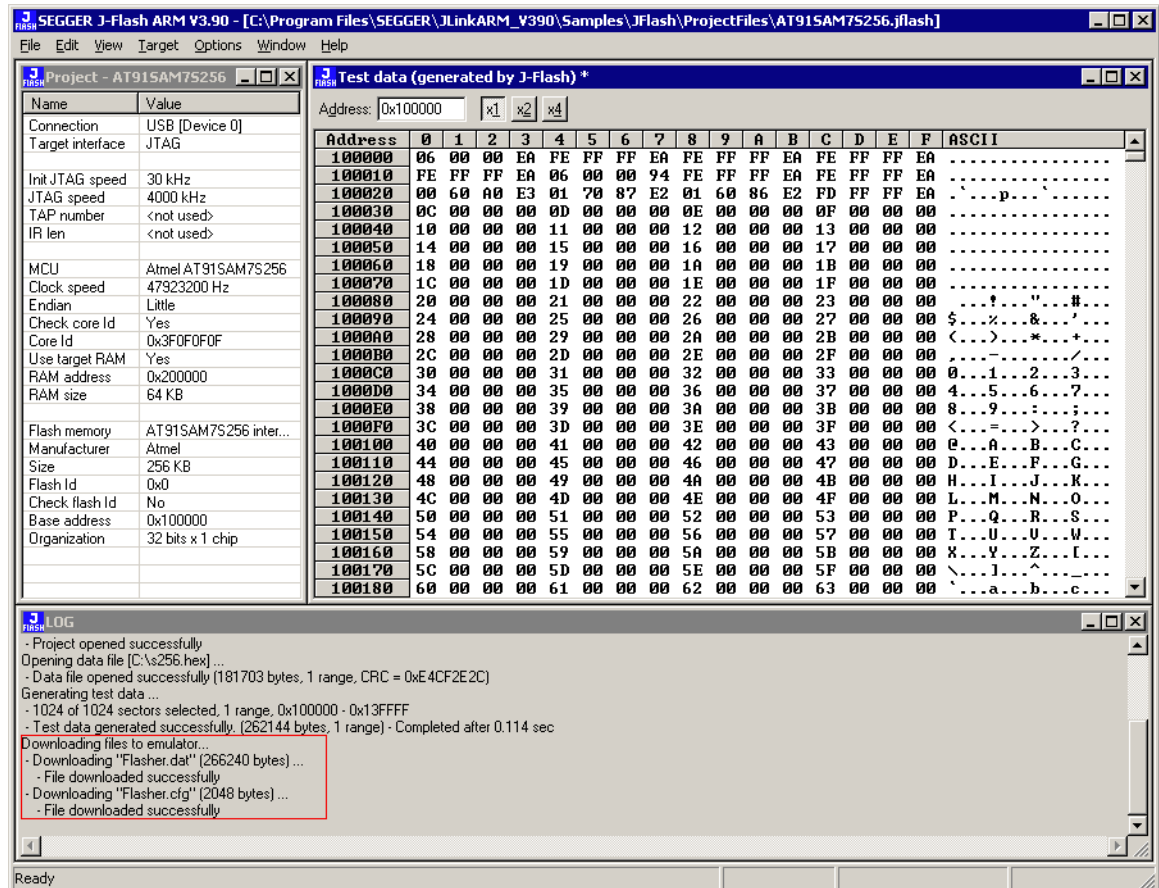 SEGGER J-Flash ARM V3.90 - [C:\Program Files\SEGGER\JLinkARM_V390\Samples\JFlash\ProjectFiles\AT91SAM7S256.jflash]
File Edit View Target Options Window Help
Project - AT91SAM7S256
Name Value
Connection USB [Device 0]
Target interface JTAG
Init JTAG speed 30 kHz
JTAG speed 4000 kHz
TAP number <not used>
IR len <not used>
MCU Atmel AT91SAM7S256
Clock speed 47923200 Hz
Endian Little
Check core Id Yes
Core Id 0x3F0F0F0F
Use target RAM Yes
RAM address 0x200000
RAM size 64 KB
Flash memory AT91SAM7S256 inter...
Manufacturer Atmel
Size 256 KB
Flash Id 0x0
Check flash Id No
Base address 0x100000
Organization 32 bits x 1 chip
Test data (generated by J-Flash) *
Address: 0x100000 x1 x2 x4
Address 0 1 2 3 4 5 6 7 8 9 A B C D E F ASCII
100000 06 00 00 EA FE FF FF EA FE FF FF EA FE FF FF EA ................
100010 FE FF FF EA 06 00 00 94 FE FF FF EA FE FF FF EA ................
100020 00 60 A0 E3 01 70 87 E2 01 60 86 E2 FD FF FF EA .`...p...`......
100030 0C 00 00 00 0D 00 00 00 0E 00 00 00 0F 00 00 00 ................
100040 10 00 00 00 11 00 00 00 12 00 00 00 13 00 00 00 ................
100050 14 00 00 00 15 00 00 00 16 00 00 00 17 00 00 00 ................
100060 18 00 00 00 19 00 00 00 1A 00 00 00 1B 00 00 00 ................
100070 1C 00 00 00 1D 00 00 00 1E 00 00 00 1F 00 00 00 ................
100080 20 00 00 00 21 00 00 00 22 00 00 00 23 00 00 00  ...!..."...#...
100090 24 00 00 00 25 00 00 00 26 00 00 00 27 00 00 00 $...%...&...'...
1000A0 28 00 00 00 29 00 00 00 2A 00 00 00 2B 00 00 00 (...)...*...+...
1000B0 2C 00 00 00 2D 00 00 00 2E 00 00 00 2F 00 00 00 ,...-......./...
1000C0 30 00 00 00 31 00 00 00 32 00 00 00 33 00 00 00 0...1...2...3...
1000D0 34 00 00 00 35 00 00 00 36 00 00 00 37 00 00 00 4...5...6...7...
1000E0 38 00 00 00 39 00 00 00 3A 00 00 00 3B 00 00 00 8...9...:...;...
1000F0 3C 00 00 00 3D 00 00 00 3E 00 00 00 3F 00 00 00 <...=...>...?...
100100 40 00 00 00 41 00 00 00 42 00 00 00 43 00 00 00 @...A...B...C...
100110 44 00 00 00 45 00 00 00 46 00 00 00 47 00 00 00 D...E...F...G...
100120 48 00 00 00 49 00 00 00 4A 00 00 00 4B 00 00 00 H...I...J...K...
100130 4C 00 00 00 4D 00 00 00 4E 00 00 00 4F 00 00 00 L...M...N...O...
100140 50 00 00 00 51 00 00 00 52 00 00 00 53 00 00 00 P...Q...R...S...
100150 54 00 00 00 55 00 00 00 56 00 00 00 57 00 00 00 T...U...V...W...
100160 58 00 00 00 59 00 00 00 5A 00 00 00 5B 00 00 00 X...Y...Z...[...
100170 5C 00 00 00 5D 00 00 00 5E 00 00 00 5F 00 00 00 \...]...^..._...
100180 60 00 00 00 61 00 00 00 62 00 00 00 63 00 00 00 `...a...b...c...
LOG
- Project opened successfully
Opening data file [C:\s256.hex] ...
- Data file opened successfully (181703 bytes, 1 range, CRC = 0xE4CF2E2C)
Generating test data ...
- 1024 of 1024 sectors selected, 1 range, 0x100000 - 0x13FFFF
- Test data generated successfully. (262144 bytes, 1 range) - Completed after 0.114 sec
Downloading files to emulator...
- Downloading "Flasher.dat" (266240 bytes) ...
- File downloaded successfully
- Downloading "Flasher.cfg" (2048 bytes) ...
- File downloaded successfully
Ready